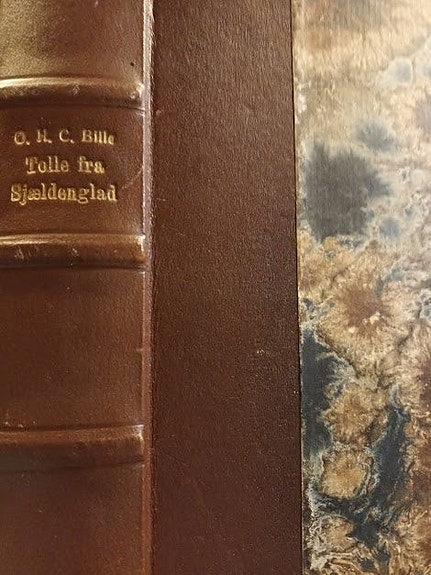 O. H. C. Bille
Tolle fra
Sjældenglad